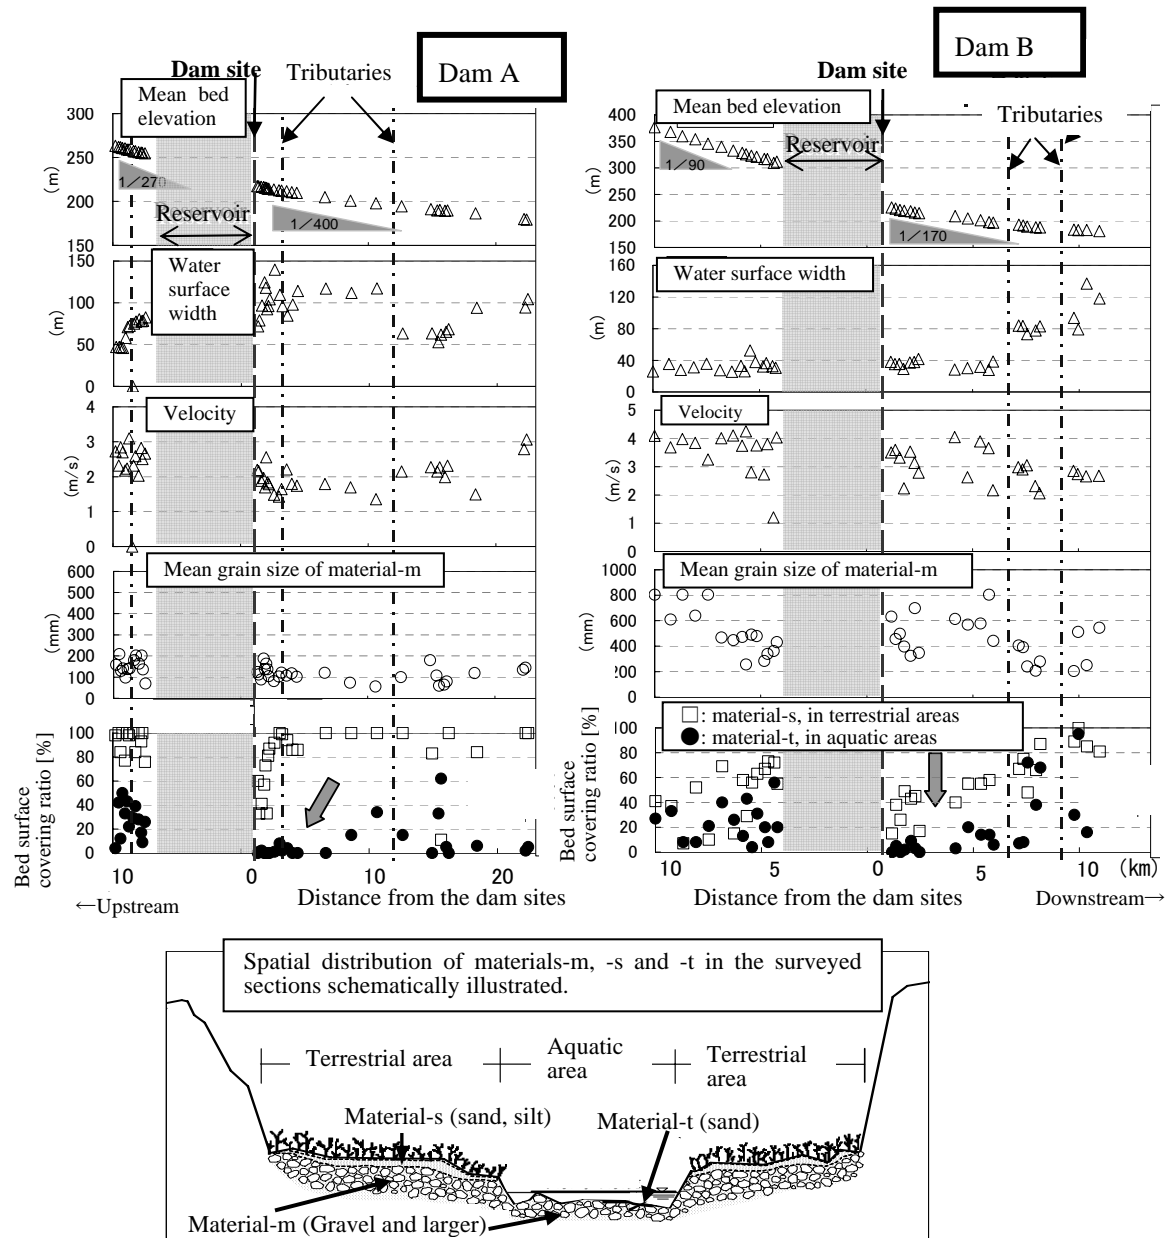 Dam A
Dam site
Tributaries
Mean bed
elevation
300
250
200
150
(m)
1/270
Reservoir
1/400
Water
surface
width
150
100
50
0
(m)
Velocity
4
3
2
1
0
(m/s)
Mean grain size of material-m
600
500
400
300
200
100
0
(mm)
100
80
60
40
20
0
Bed surface
covering ratio [%]
10
0
10
20
←Upstream
Distance from the dam sites
Dam B
Dam site
Tributaries
Mean bed elevation
400
350
300
250
200
150
(m)
1/90
Reservoir
1/170
Water surface width
160
120
80
40
0
(m)
Velocity
5
4
3
2
1
0
(m/s)
Mean grain size of material-m
1000
800
600
400
200
0
(mm)
□: material-s, in terrestrial areas
●: material-t, in aquatic areas
100
80
60
40
20
0
Bed surface
covering ratio [%]
5
0
5
10
(km)
Distance from the dam sites
Downstream→
Spatial distribution of materials-m, -s and -t in the surveyed
sections schematically illustrated.
Terrestrial area
Aquatic
area
Terrestrial
area
Material-s (sand, silt)
Material-t (sand)
Material-m (Gravel and larger)